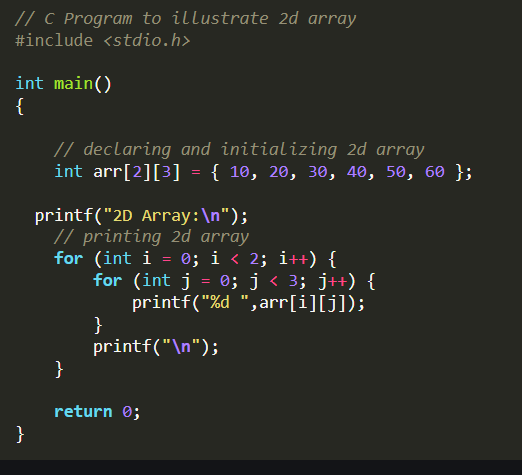 // C Program to illustrate 2d array
#include <stdio.h>

int main()
{

    // declaring and initializing 2d array
    int arr[2][3] = { 10, 20, 30, 40, 50, 60 };

  printf("2D Array:\n");
    // printing 2d array
    for (int i = 0; i < 2; i++) {
        for (int j = 0; j < 3; j++) {
            printf("%d ",arr[i][j]);
        }
        printf("\n");
    }

    return 0;
}